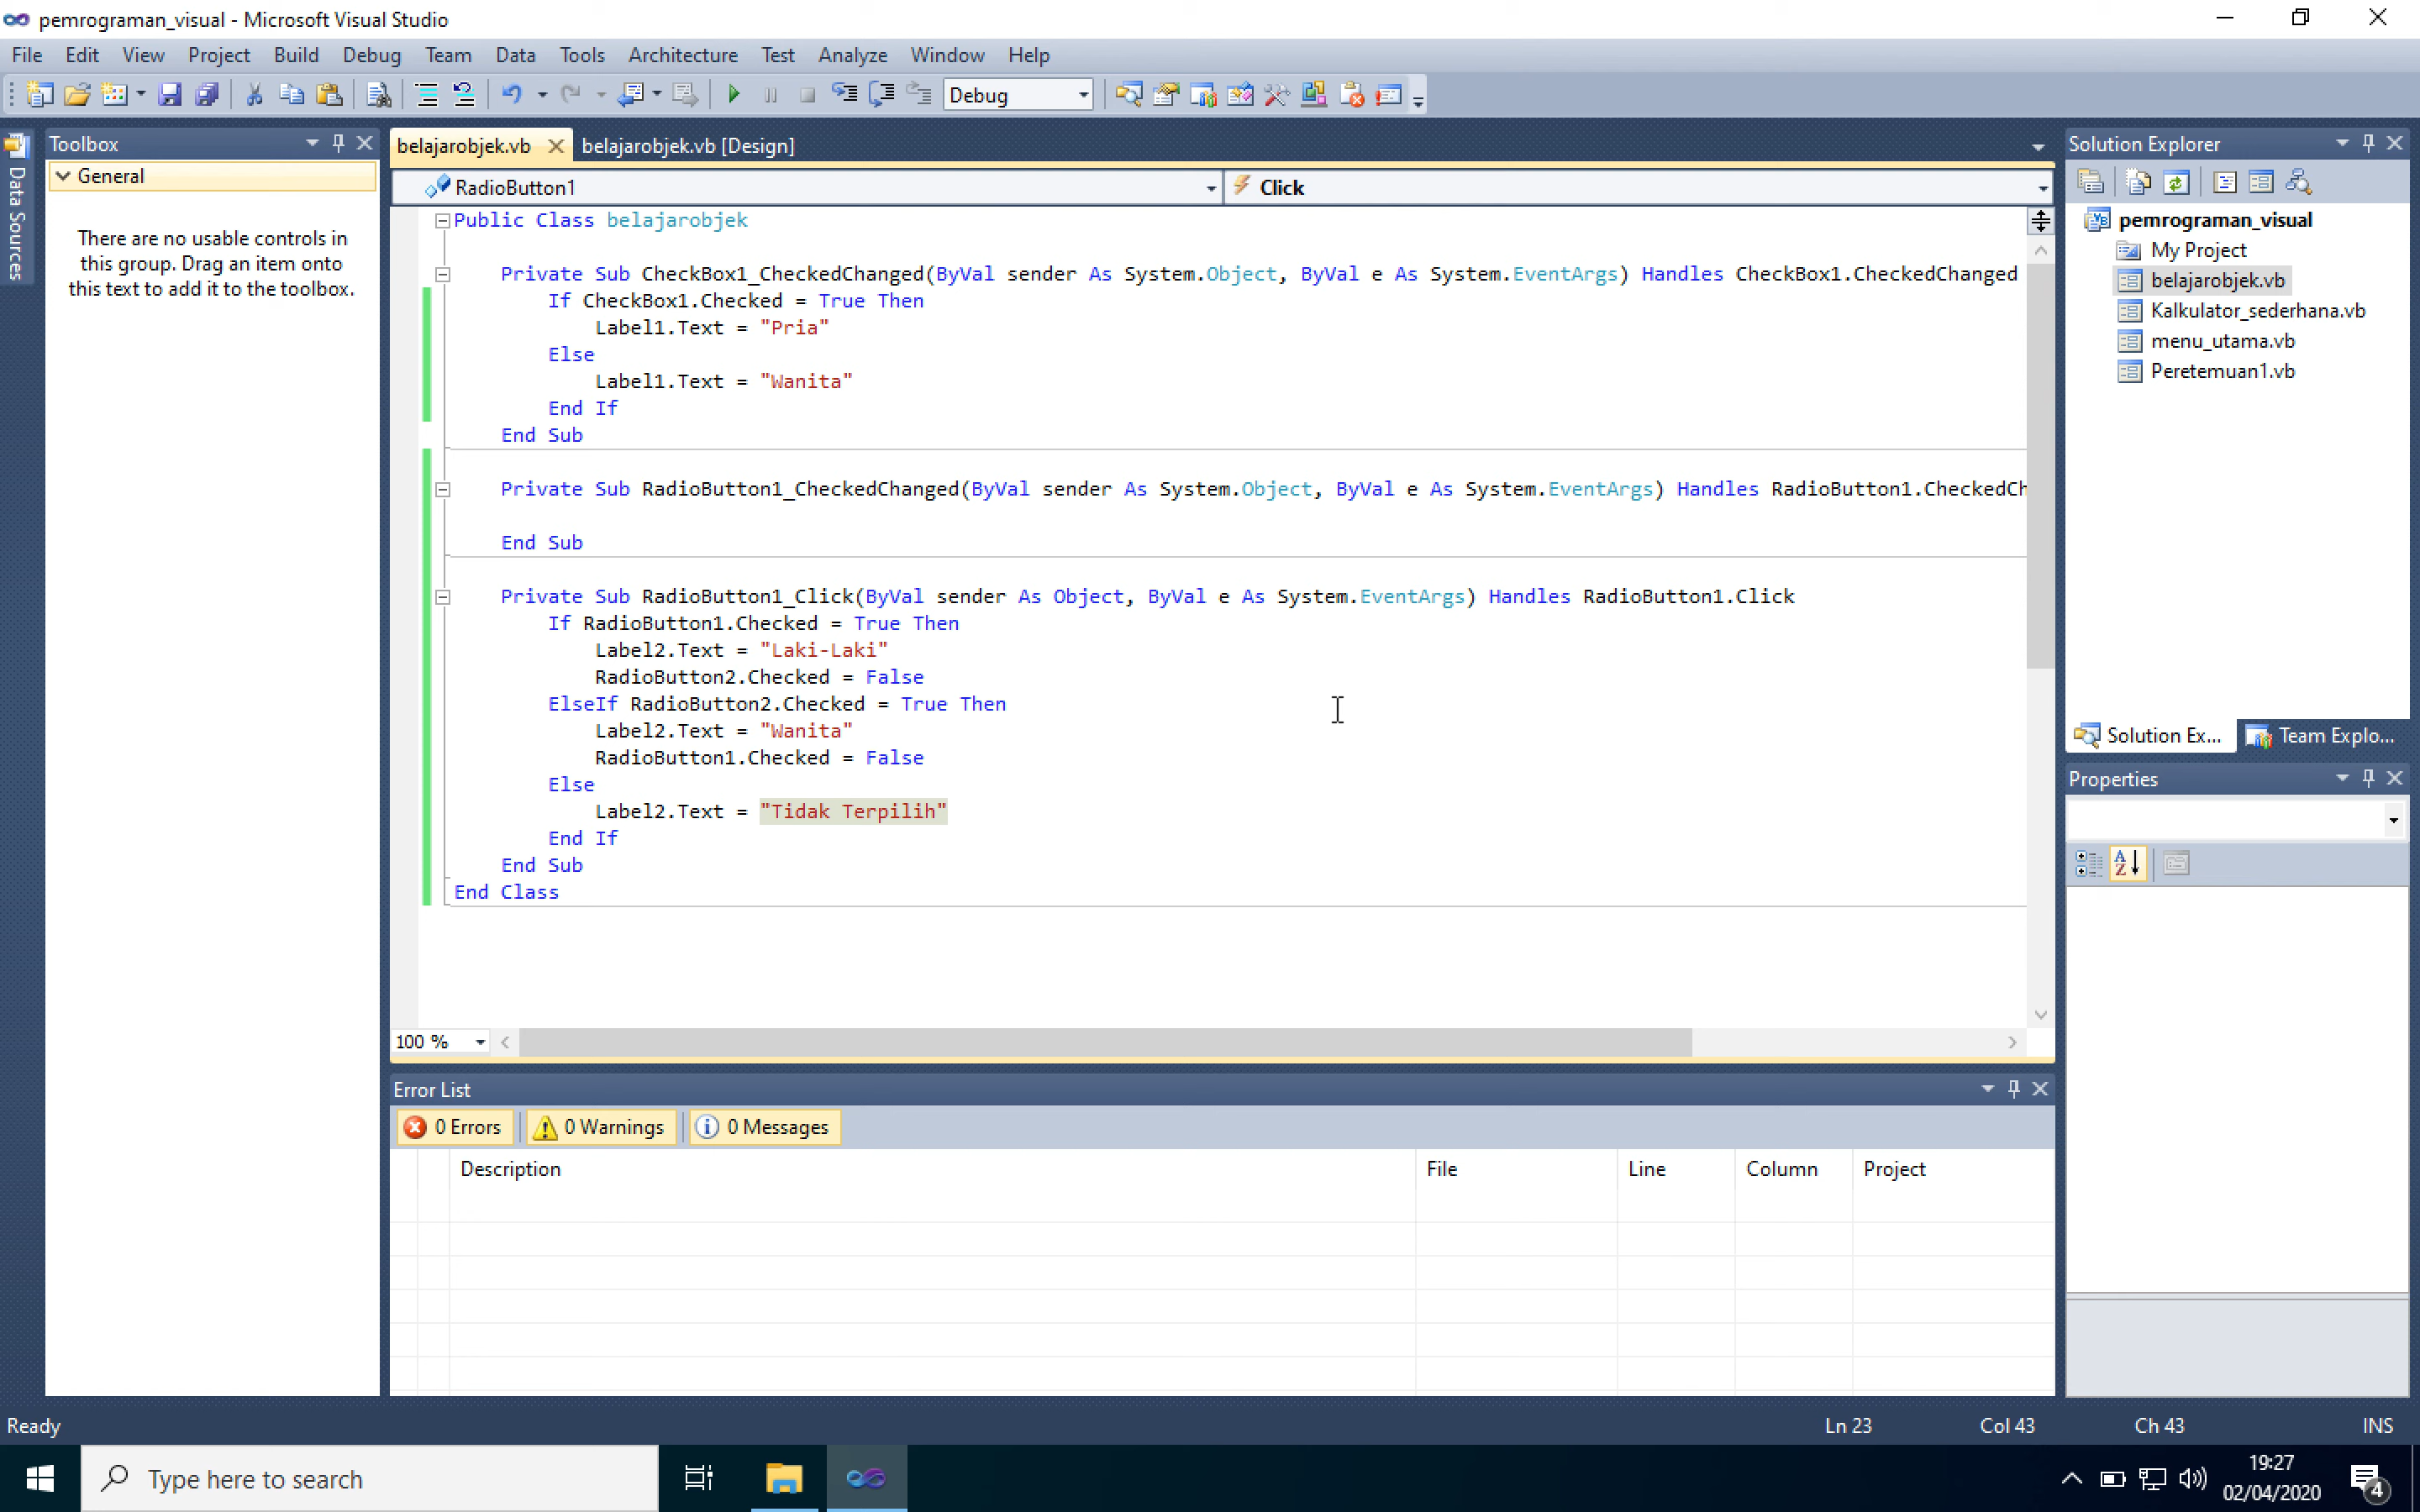 pemrograman_visual - Microsoft Visual Studio
File Edit View Project Build Debug Team Data Tools Architecture Test Analyze Window Help
Debug
Data Sources
Toolbox
General
There are no usable controls in
this group. Drag an item onto
this text to add it to the toolbox.
belajarobjek.vb belajarobjek.vb [Design]
RadioButton1 Click
Public Class belajarobjek
Private Sub CheckBox1_CheckedChanged(ByVal sender As System.Object, ByVal e As System.EventArgs) Handles CheckBox1.CheckedChanged
If CheckBox1.Checked = True Then
Label1.Text = "Pria"
Else
Label1.Text = "Wanita"
End If
End Sub
Private Sub RadioButton1_CheckedChanged(ByVal sender As System.Object, ByVal e As System.EventArgs) Handles RadioButton1.CheckedCh
End Sub
Private Sub RadioButton1_Click(ByVal sender As Object, ByVal e As System.EventArgs) Handles RadioButton1.Click
If RadioButton1.Checked = True Then
Label2.Text = "Laki-Laki"
RadioButton2.Checked = False
ElseIf RadioButton2.Checked = True Then
Label2.Text = "Wanita"
RadioButton1.Checked = False
Else
Label2.Text = "Tidak Terpilih"
End If
End Sub
End Class
100 %
Error List
0 Errors 0 Warnings 0 Messages
Description File Line Column Project
Solution Explorer
pemrograman_visual
My Project
belajarobjek.vb
Kalkulator_sederhana.vb
menu_utama.vb
Peretemuan1.vb
Solution Ex... Team Explo...
Properties
Ready Ln 23 Col 43 Ch 43 INS
Type here to search
19:27
02/04/2020
4